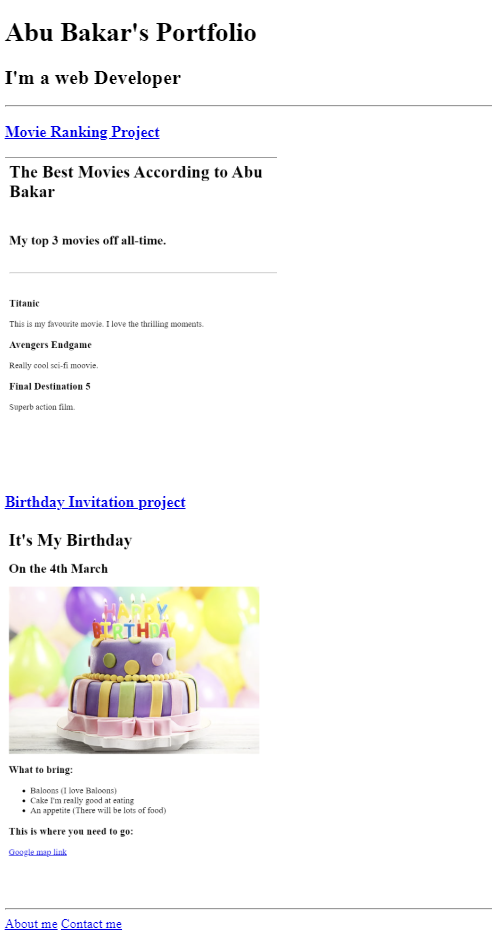 Abu Bakar's Portfolio
I'm a web Developer
Movie Ranking Project
The Best Movies According to Abu
Bakar
My top 3 movies off all-time.
Titanic
This is my favourite movie. I love the thrilling moments.
Avengers Endgame
Really cool sci-fi moovie.
Final Destination 5
Superb action film.
Birthday Invitation project
It's My Birthday
On the 4th March
HAPPY
BIRTHDAY
What to bring:
Baloons (I love Baloons)
Cake I'm really good at eating
An appetite (There will be lots of food)
This is where you need to go:
Google map link
About me Contact me